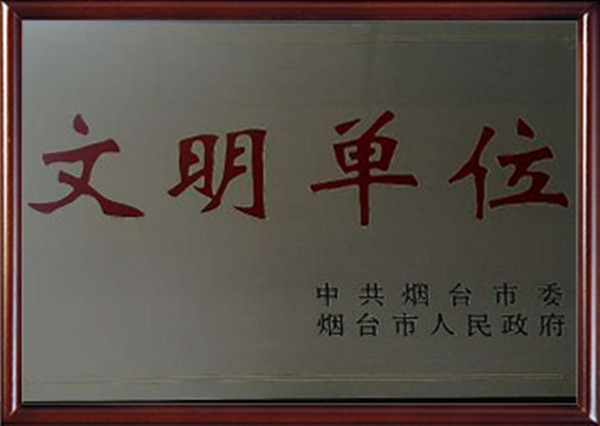 文明单位
中共烟台市委
烟台市人民政府